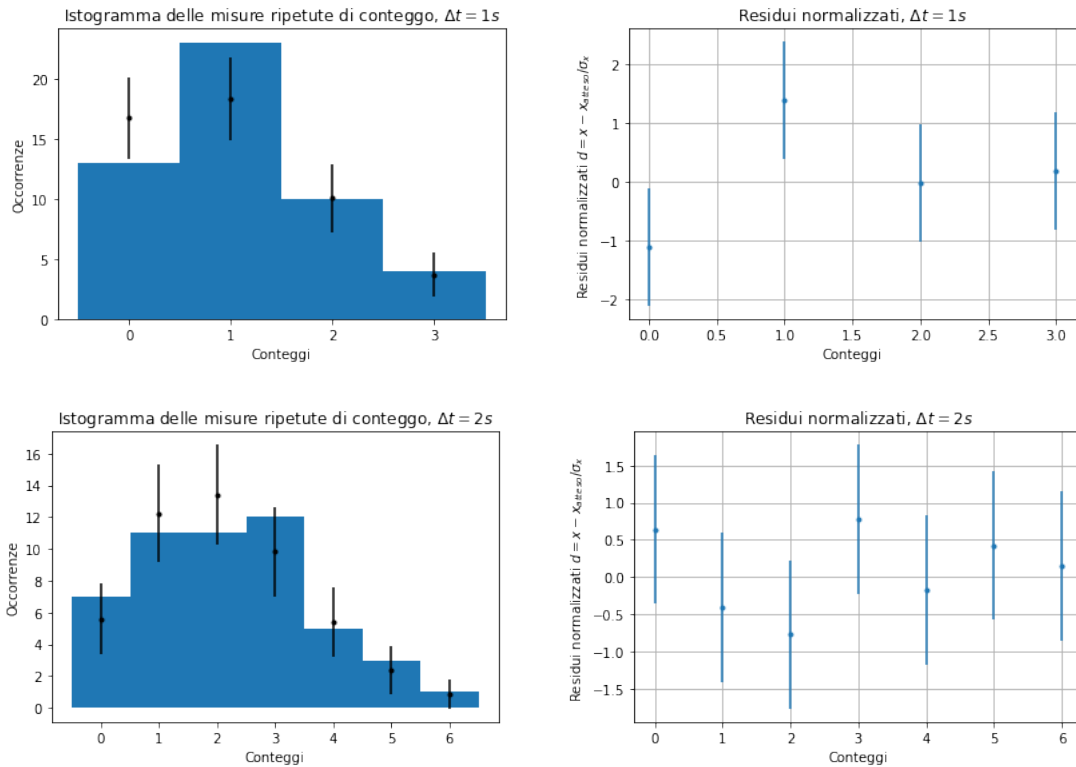 Istogramma delle misure ripetute di conteggo, Δt = 1s
20
15
10
5
0
Occorrenze
0 1 2 3
Conteggi
Residui normalizzati, Δt = 1s
2
1
0
−1
−2
Residui normalizzati d = x − x_atteso/σ_x
0.0 0.5 1.0 1.5 2.0 2.5 3.0
Conteggi
Istogramma delle misure ripetute di conteggo, Δt = 2s
16
14
12
10
8
6
4
2
0
Occorrenze
0 1 2 3 4 5 6
Conteggi
Residui normalizzati, Δt = 2s
1.5
1.0
0.5
0.0
−0.5
−1.0
−1.5
Residui normalizzati d = x − x_atteso/σ_x
0 1 2 3 4 5 6
Conteggi